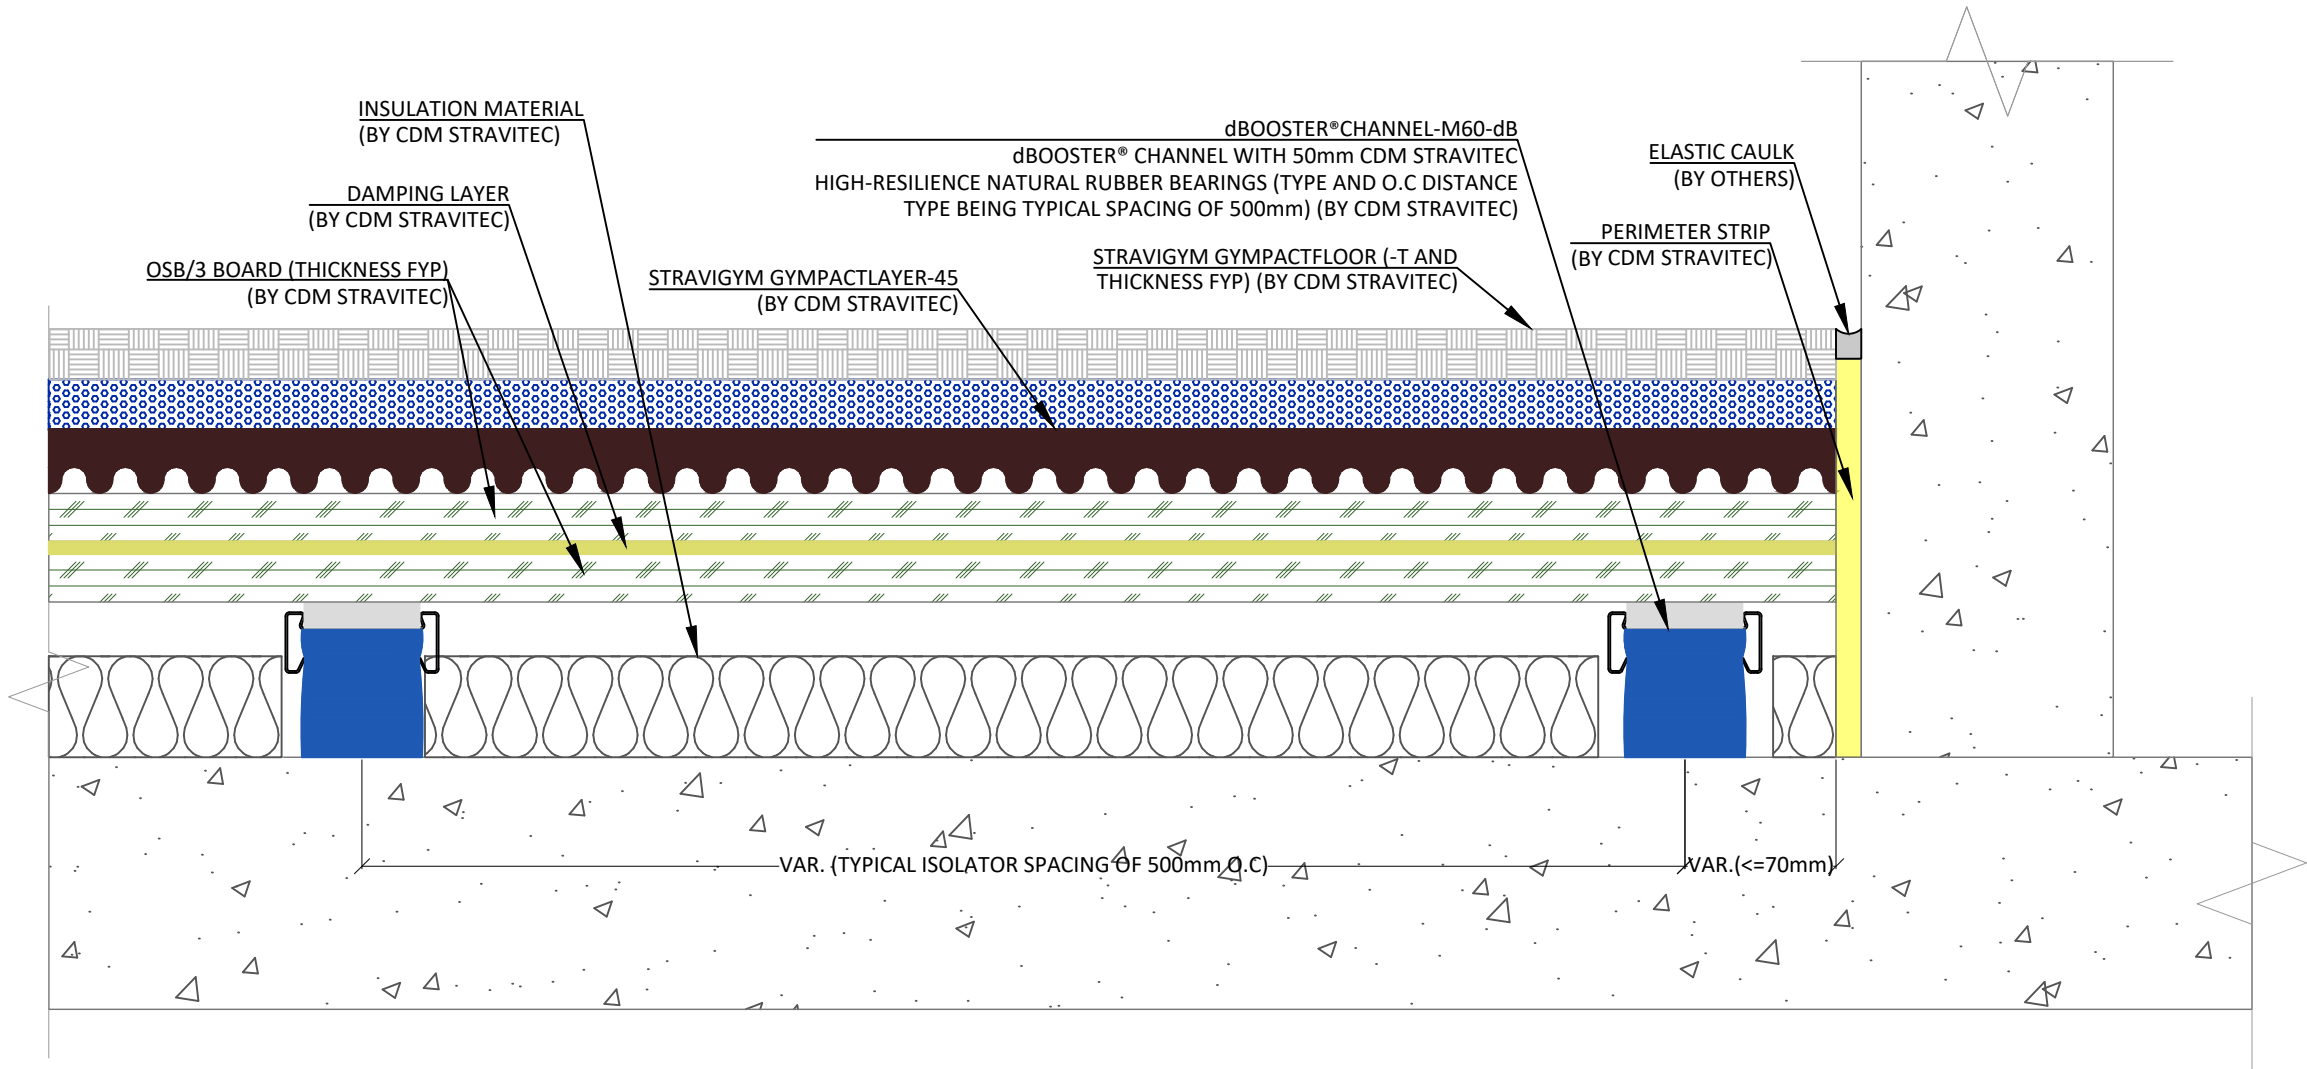 INSULATION MATERIAL
(BY CDM STRAVITEC)
DAMPING LAYER
(BY CDM STRAVITEC)
OSB/3 BOARD (THICKNESS FYP)
(BY CDM STRAVITEC)
STRAVIGYM GYMPACTLAYER-45
(BY CDM STRAVITEC)
dBOOSTER®CHANNEL-M60-dB
dBOOSTER® CHANNEL WITH 50mm CDM STRAVITEC
HIGH-RESILIENCE NATURAL RUBBER BEARINGS (TYPE AND O.C DISTANCE
TYPE BEING TYPICAL SPACING OF 500mm) (BY CDM STRAVITEC)
STRAVIGYM GYMPACTFLOOR (-T AND
THICKNESS FYP) (BY CDM STRAVITEC)
ELASTIC CAULK
(BY OTHERS)
PERIMETER STRIP
(BY CDM STRAVITEC)
VAR. (TYPICAL ISOLATOR SPACING OF 500mm O.C)
VAR.(<=70mm)